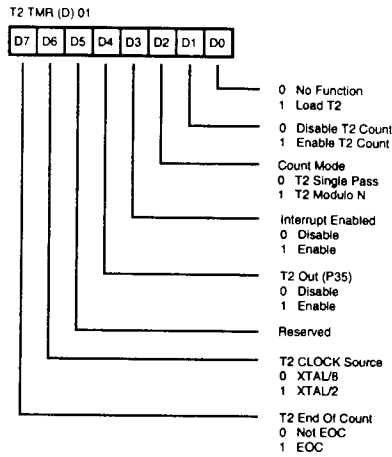 T2 TMR (D) 01
D7 D6 D5 D4 D3 D2 D1 D0
0 No Function
1 Load T2
0 Disable T2 Count
1 Enable T2 Count
Count Mode
0 T2 Single Pass
1 T2 Modulo N
Interrupt Enabled
0 Disable
1 Enable
T2 Out (P35)
0 Disable
1 Enable
Reserved
T2 CLOCK Source
0 XTAL/8
1 XTAL/2
T2 End Of Count
0 Not EOC
1 EOC